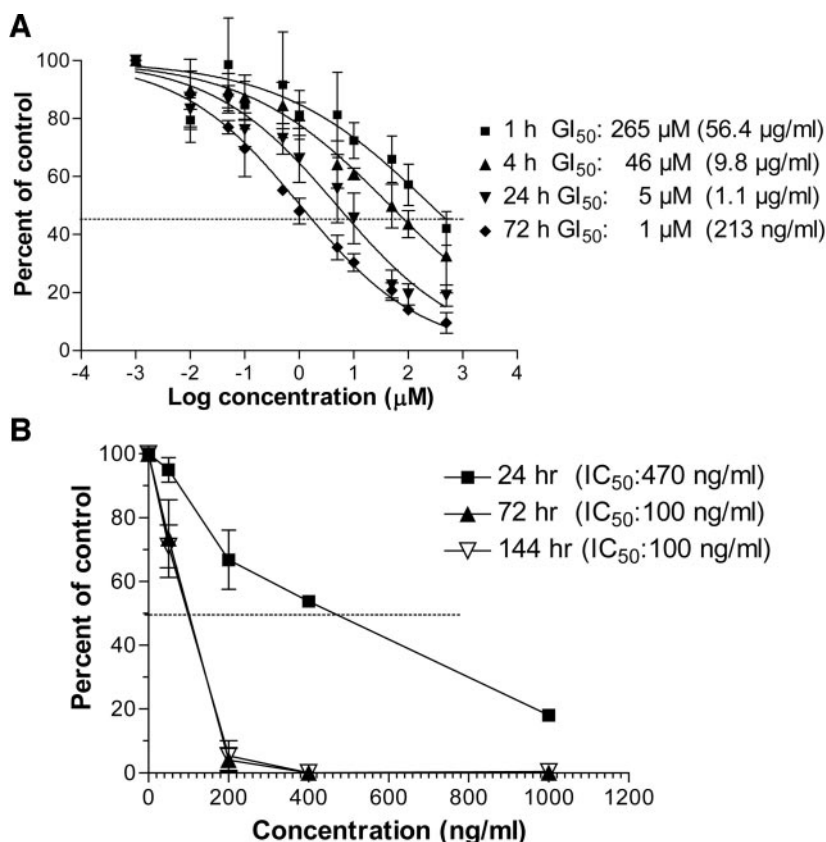 A
100
80
60
40
20
0
Percent of control
-4 -3 -2 -1 0 1 2 3 4
Log concentration (μM)
1 h GI₅₀: 265 μM (56.4 μg/ml)
4 h GI₅₀: 46 μM (9.8 μg/ml)
24 h GI₅₀: 5 μM (1.1 μg/ml)
72 h GI₅₀: 1 μM (213 ng/ml)
B
100
80
60
40
20
0
Percent of control
0 200 400 600 800 1000 1200
Concentration (ng/ml)
24 hr (IC₅₀:470 ng/ml)
72 hr (IC₅₀:100 ng/ml)
144 hr (IC₅₀:100 ng/ml)